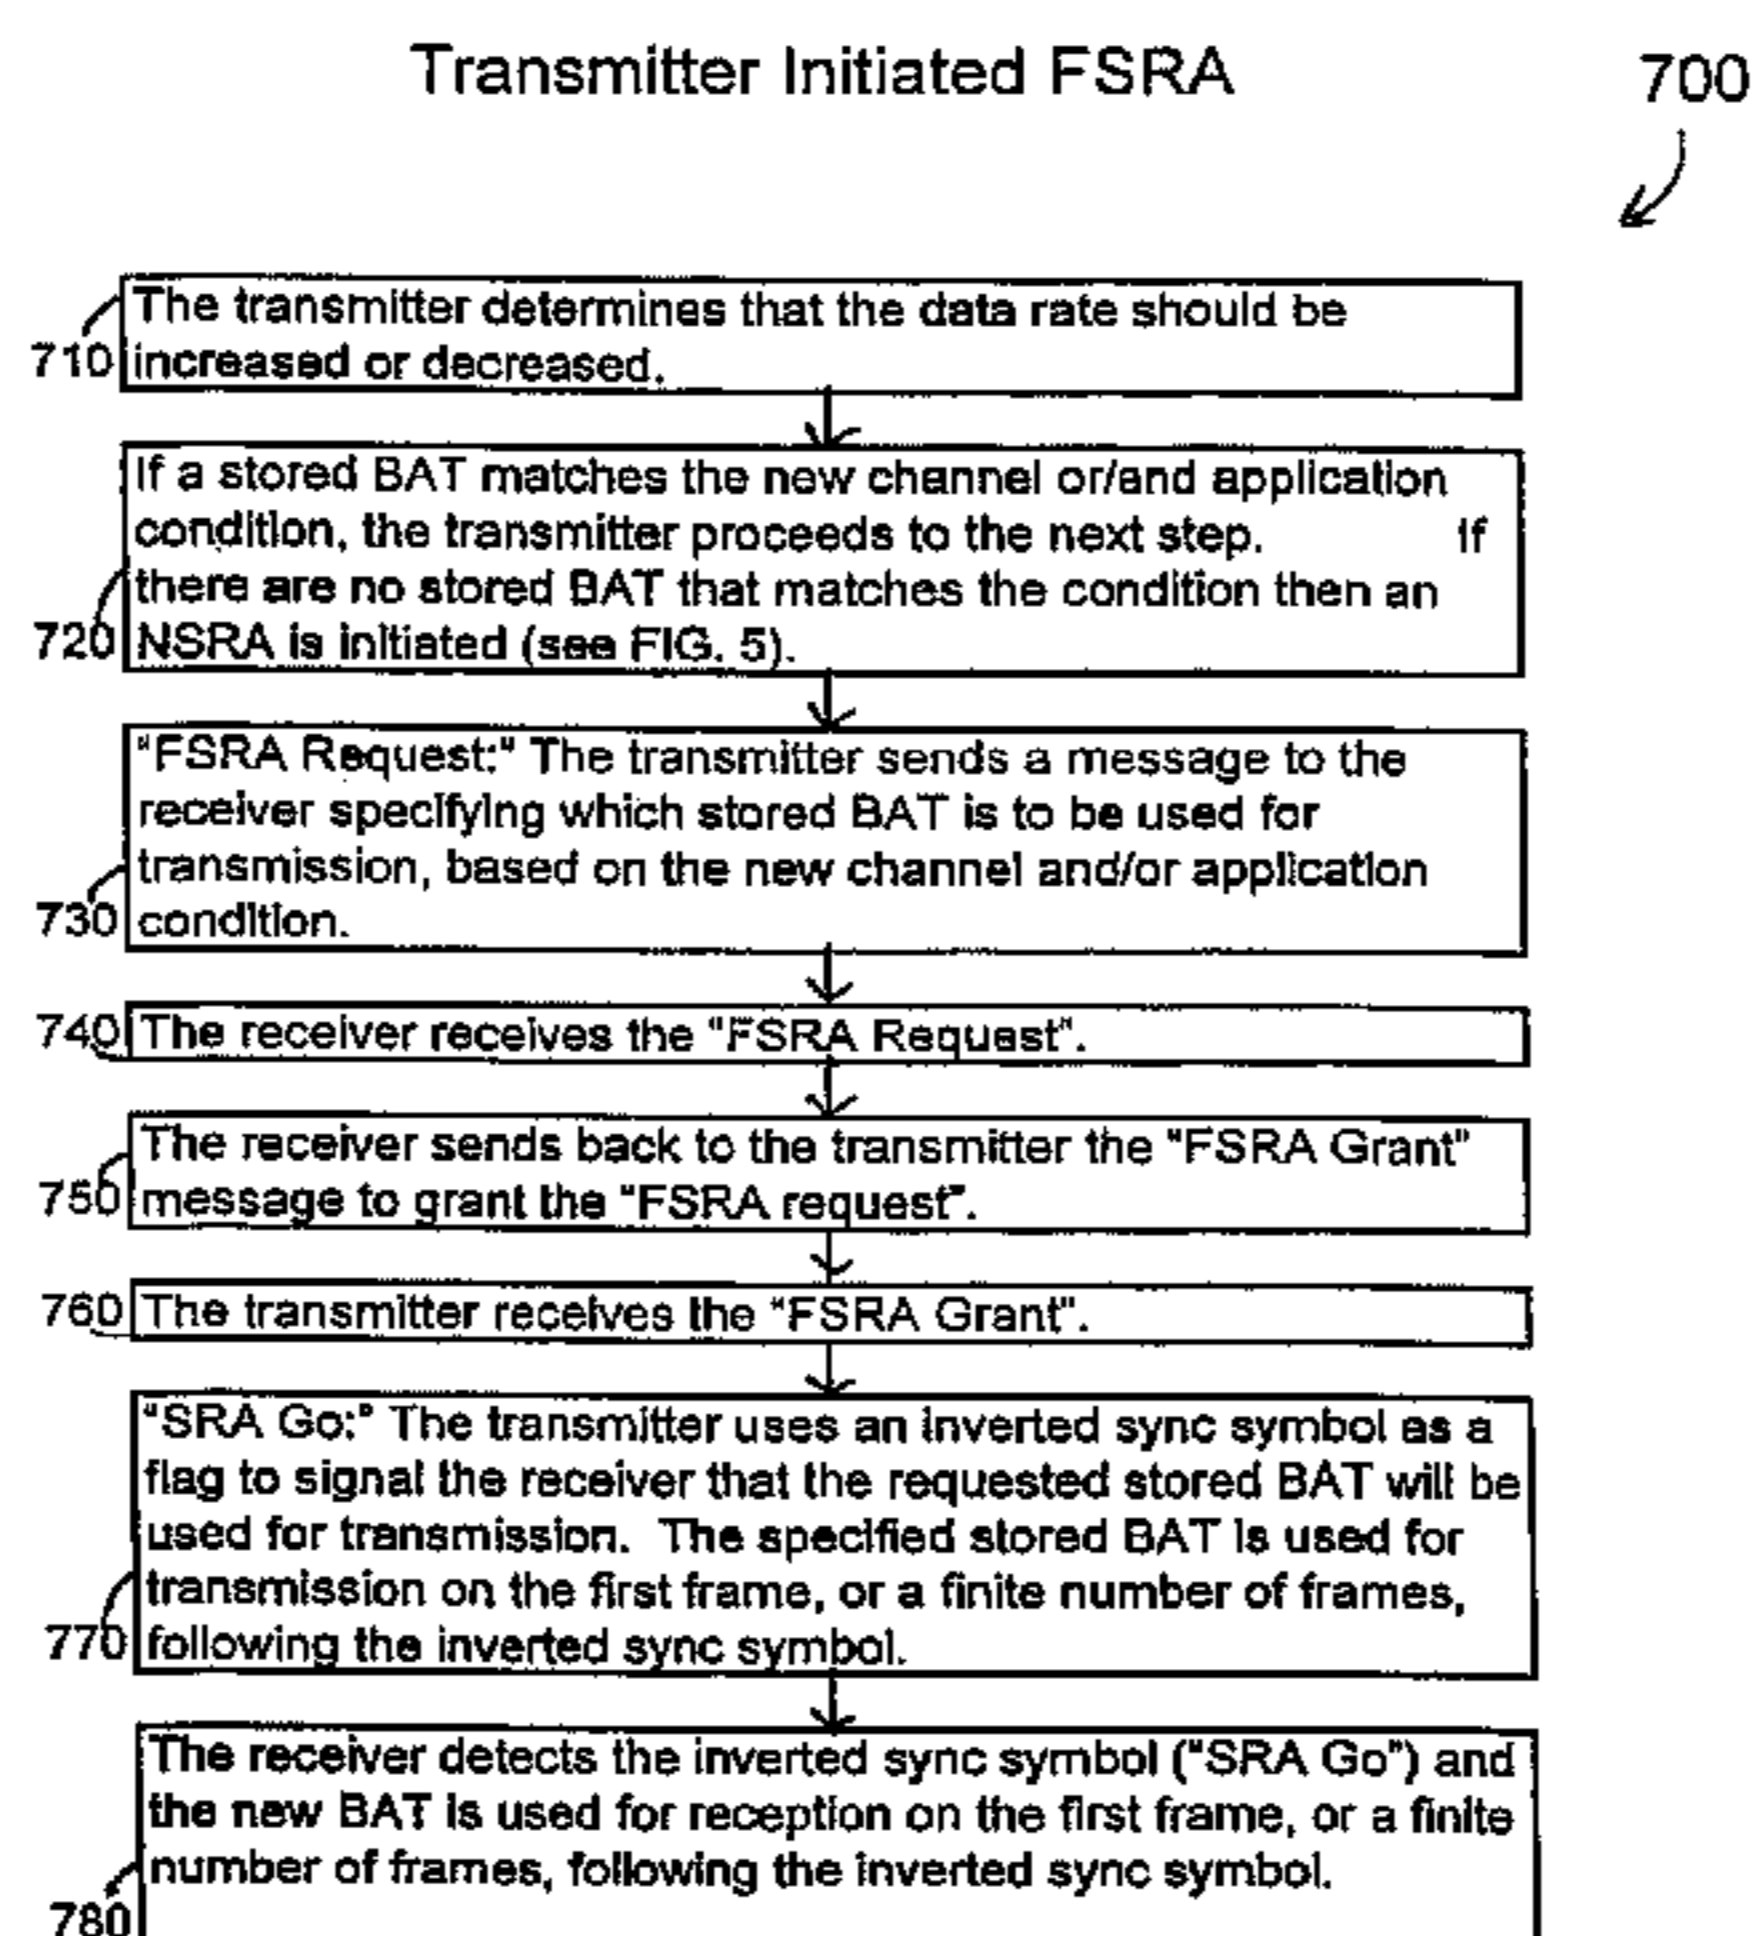 Transmitter Initiated FSRA
700
The transmitter determines that the data rate should be
710 increased or decreased.
If a stored BAT matches the new channel or/and application
condition, the transmitter proceeds to the next step. If
there are no stored BAT that matches the condition then an
720 NSRA is initiated (see FIG. 5).
"FSRA Request:" The transmitter sends a message to the
receiver specifying which stored BAT is to be used for
transmission, based on the new channel and/or application
730 condition.
740 The receiver receives the "FSRA Request".
The receiver sends back to the transmitter the "FSRA Grant"
750 message to grant the "FSRA request".
760 The transmitter receives the "FSRA Grant".
"SRA Go:" The transmitter uses an inverted sync symbol as a
flag to signal the receiver that the requested stored BAT will be
used for transmission. The specified stored BAT is used for
transmission on the first frame, or a finite number of frames,
770 following the inverted sync symbol.
The receiver detects the inverted sync symbol ("SRA Go") and
the new BAT is used for reception on the first frame, or a finite
number of frames, following the inverted sync symbol.
780